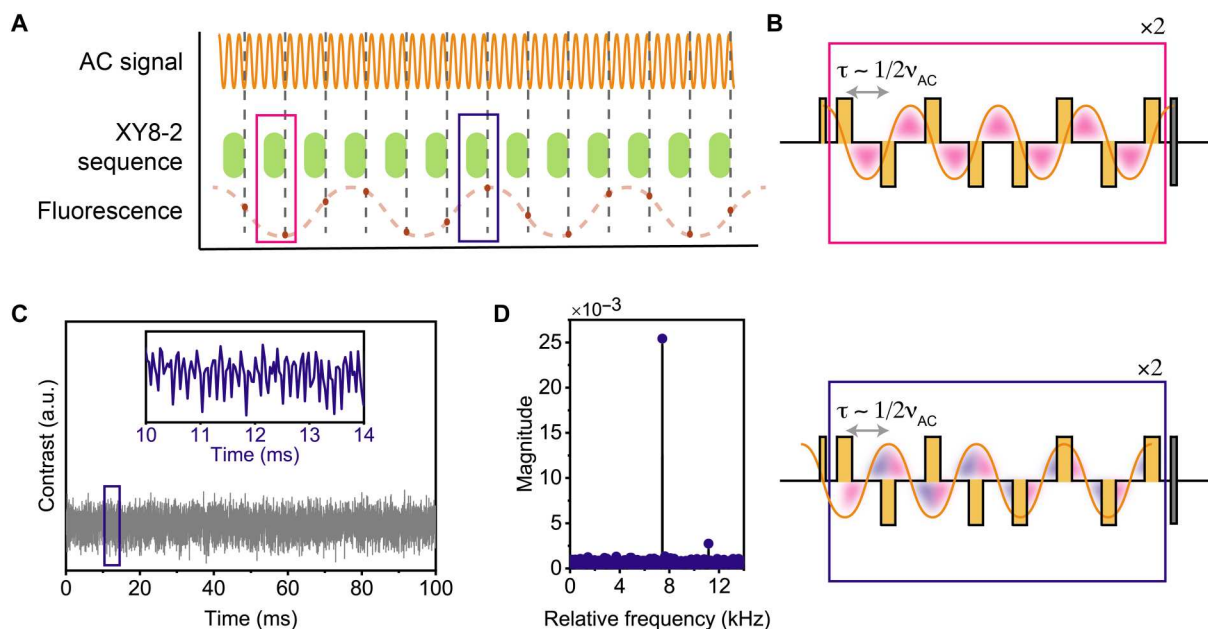 A
AC signal
XY8-2
sequence
Fluorescence
B
×2
τ ~ 1/2ν_AC
×2
τ ~ 1/2ν_AC
C
Contrast (a.u.)
10 11 12 13 14
Time (ms)
0 20 40 60 80 100
Time (ms)
D
×10⁻³
25
20
15
10
5
0
Magnitude
0 4 8 12
Relative frequency (kHz)